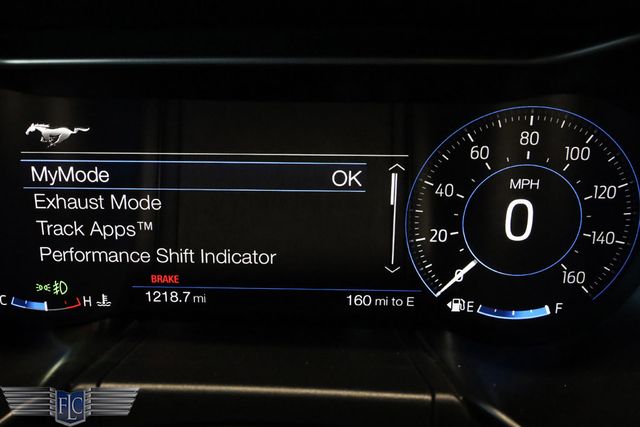 MyMode OK
Exhaust Mode
Track Apps™
Performance Shift Indicator
BRAKE
1218.7 mi 160 mi to E
C H
0 20 40 60 80 100 120 140 160
MPH
0
E F
FLC